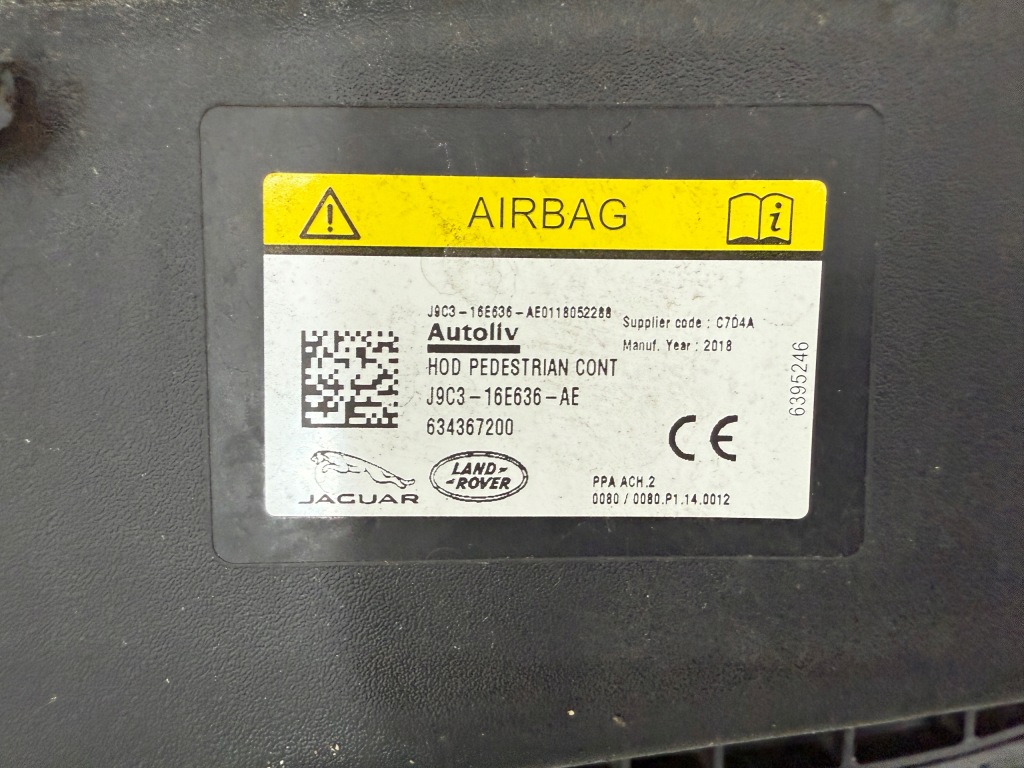 AIRBAG
J9C3-16E636-AE0118052288
Autoliv
HOD PEDESTRIAN CONT
J9C3-16E636-AE
634367200
Supplier code : C7D4A
Manuf. Year : 2018
6395246
CE
JAGUAR
LAND-
-ROVER
PPA ACH.2
0080 / 0080.P1.14.0012